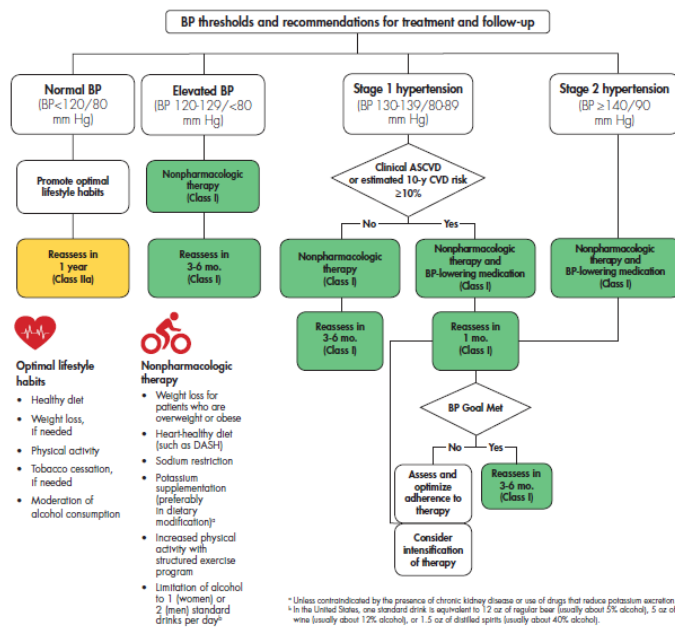 BP thresholds and recommendations for treatment and follow-up
Normal BP
(BP<120/80
mm Hg)
Elevated BP
(BP 120-129/<80
mm Hg)
Stage 1 hypertension
(BP 130-139/80-89
mm Hg)
Stage 2 hypertension
(BP ≥140/90
mm Hg)
Promote optimal
lifestyle habits
Nonpharmacologic
therapy
(Class I)
Clinical ASCVD
or estimated 10-y CVD risk
≥10%
No
Yes
Reassess in
1 year
(Class IIa)
Reassess in
3-6 mo.
(Class I)
Nonpharmacologic
therapy
(Class I)
Nonpharmacologic
therapy and
BP-lowering medication
(Class I)
Nonpharmacologic
therapy and
BP-lowering medication
(Class I)
Reassess in
3-6 mo.
(Class I)
Reassess in
1 mo.
(Class I)
BP Goal Met
No
Yes
Assess and
optimize
adherence to
therapy
Reassess in
3-6 mo.
(Class I)
Consider
intensification
of therapy
Optimal lifestyle
habits
• Healthy diet
• Weight loss,
if needed
• Physical activity
• Tobacco cessation,
if needed
• Moderation of
alcohol consumption
Nonpharmacologic
therapy
• Weight loss for
patients who are
overweight or obese
• Heart-healthy diet
(such as DASH)
• Sodium restriction
• Potassium
supplementation
(preferably
in dietary
modification)ᵃ
• Increased physical
activity with
structured exercise
program
• Limitation of alcohol
to 1 (women) or
2 (men) standard
drinks per dayᵇ
ᵃ Unless contraindicated by the presence of chronic kidney disease or use of drugs that reduce potassium excretion
ᵇ In the United States, one standard drink is equivalent to 12 oz of regular beer (usually about 5% alcohol), 5 oz of
wine (usually about 12% alcohol), or 1.5 oz of distilled spirits (usually about 40% alcohol).